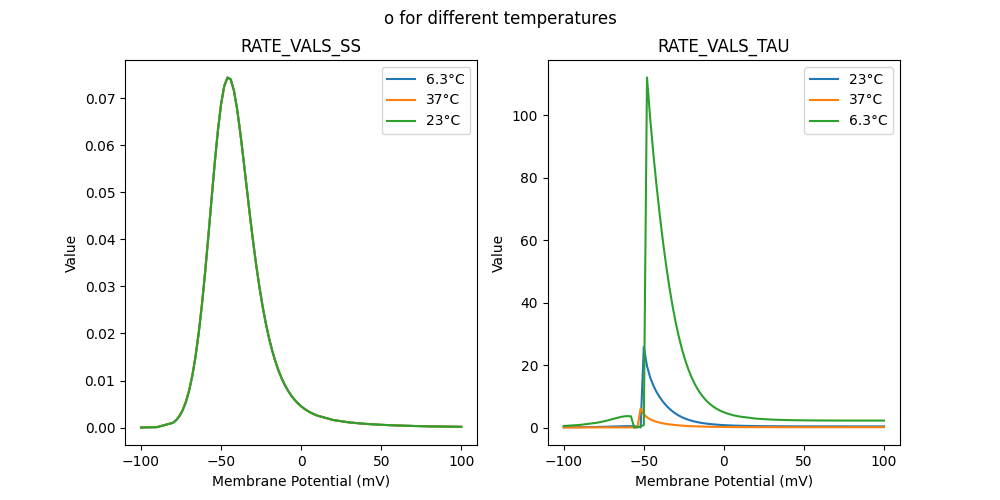 o for different temperatures
RATE_VALS_SS
RATE_VALS_TAU
6.3°C
37°C
23°C
23°C
37°C
6.3°C
Value
0.07
0.06
0.05
0.04
0.03
0.02
0.01
0.00
−100
−50
0
50
100
Membrane Potential (mV)
Value
100
80
60
40
20
0
−100
−50
0
50
100
Membrane Potential (mV)